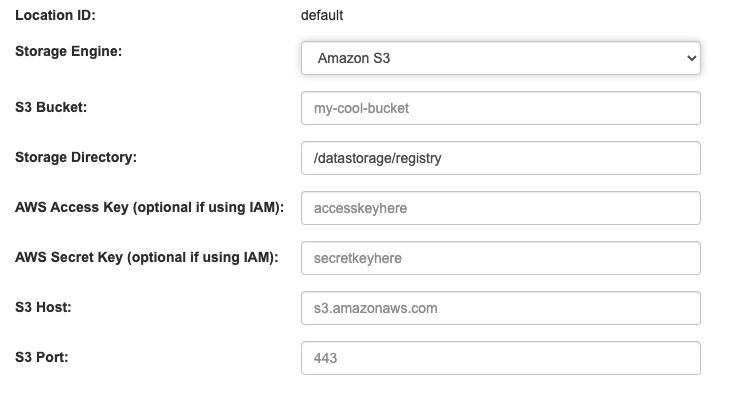 Location ID: default
Storage Engine: Amazon S3
S3 Bucket: my-cool-bucket
Storage Directory: /datastorage/registry
AWS Access Key (optional if using IAM): accesskeyhere
AWS Secret Key (optional if using IAM): secretkeyhere
S3 Host: s3.amazonaws.com
S3 Port: 443